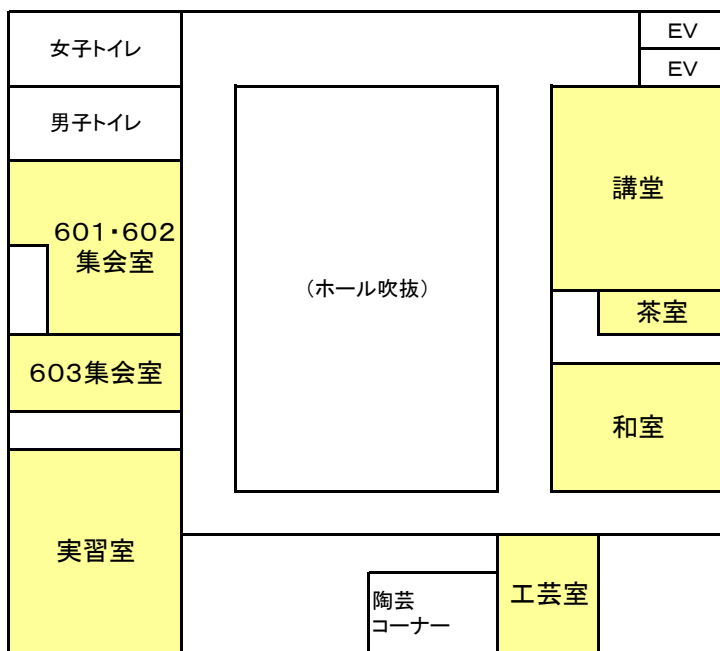 女子トイレ
EV
EV
男子トイレ
講堂
601・602
集会室
（ホール吹抜）
茶室
603集会室
和室
実習室
陶芸
コーナー
工芸室